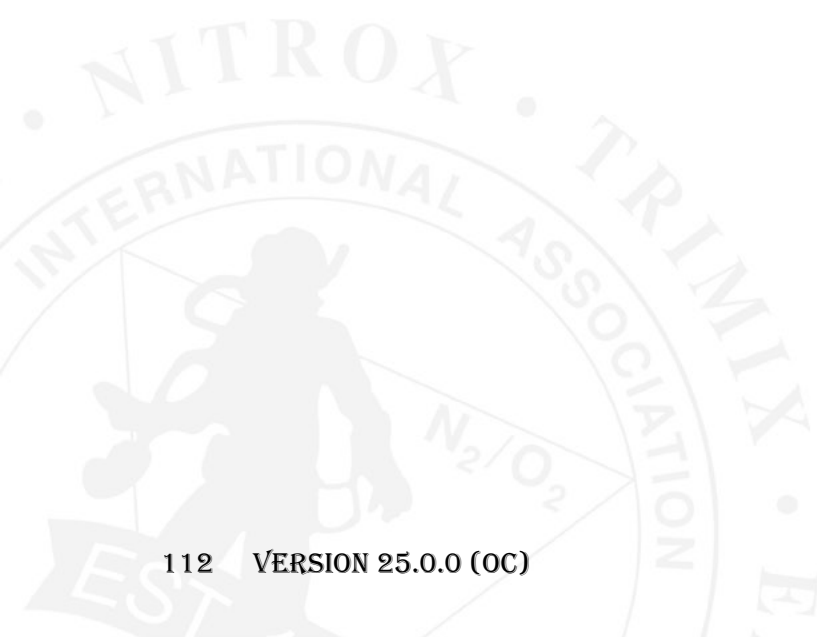 • NITROX • TRIMIX •
INTERNATIONAL ASSOCIATION
N₂/O₂
EST
112 VERSION 25.0.0 (OC)